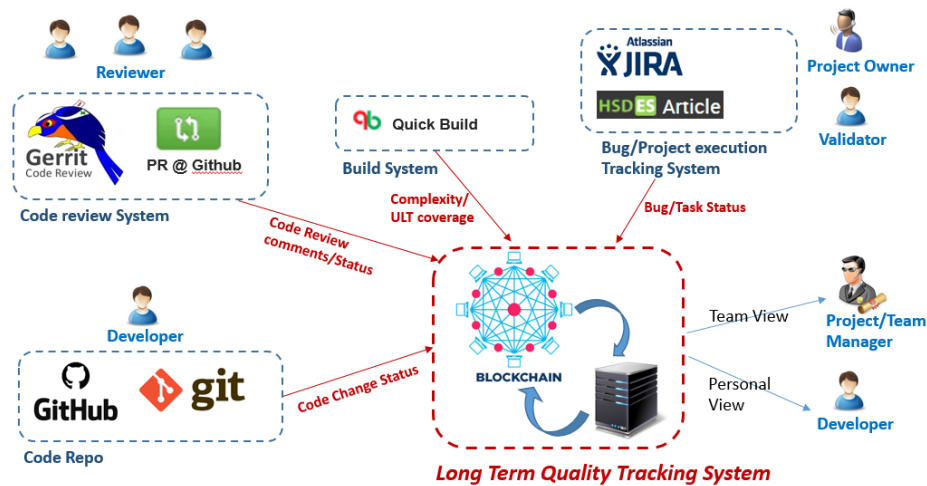 Reviewer
Gerrit
Code Review
PR @ Github
Code review System
qb Quick Build
Build System
Atlassian
JIRA
HSDES Article
Bug/Project execution
Tracking System
Project Owner
Validator
Complexity/
ULT coverage
Bug/Task Status
Code Review
comments/Status
Developer
GitHub
git
Code Repo
Code Change Status
BLOCKCHAIN
Long Term Quality Tracking System
Team View
Personal
View
Project/Team
Manager
Developer